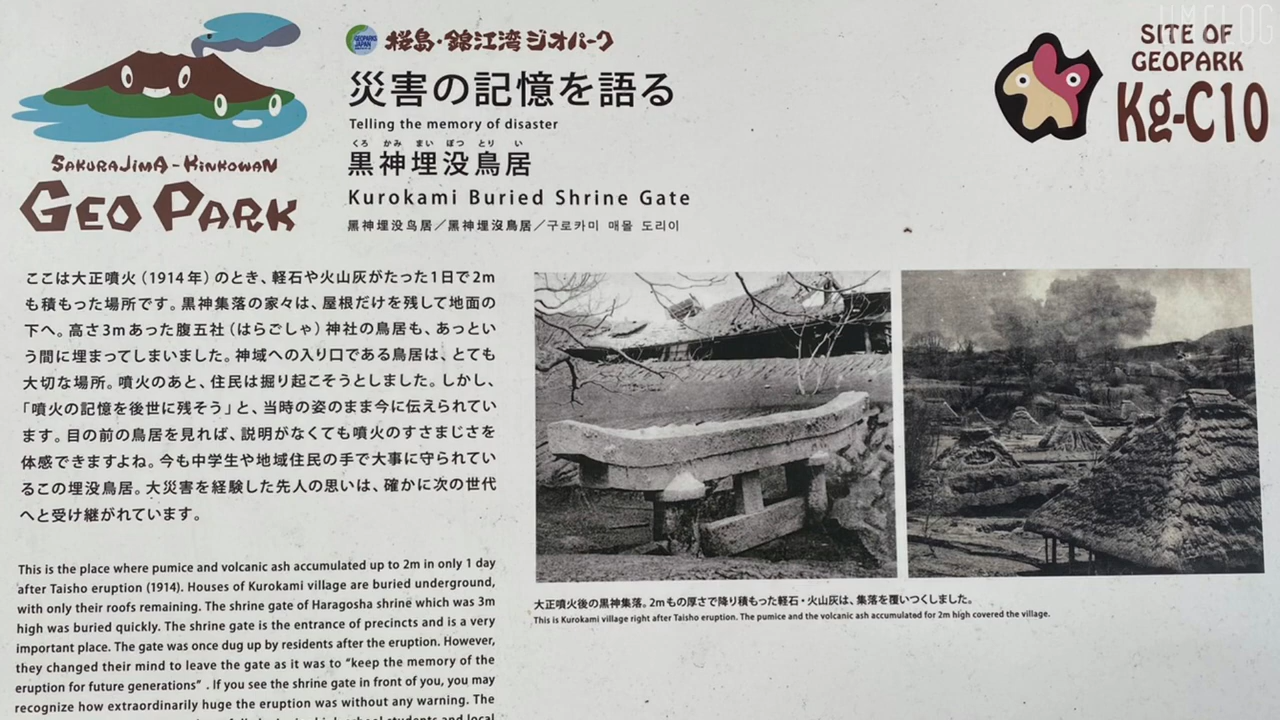 UMELOG
桜島・錦江湾ジオパーク
SITE OF
GEOPARK
Kg-C10
GEOPARKS
JAPAN
災害の記憶を語る
Telling the memory of disaster
くろ かみ まい ぼつ とり い
黒神埋没鳥居
Kurokami Buried Shrine Gate
黑神埋没鸟居／黑神埋沒鳥居／구로카미 매몰 도리이
SAKURAJIMA-KINKOWAN
GEO PARK
ここは大正噴火（1914年）のとき、軽石や火山灰がたった1日で2m
も積もった場所です。黒神集落の家々は、屋根だけを残して地面の
下へ。高さ3mあった腹五社（はらごしゃ）神社の鳥居も、あっとい
う間に埋まってしまいました。神域への入り口である鳥居は、とても
大切な場所。噴火のあと、住民は掘り起こそうとしました。しかし、
「噴火の記憶を後世に残そう」と、当時の姿のまま今に伝えられてい
ます。目の前の鳥居を見れば、説明がなくても噴火のすさまじさを
体感できますよね。今も中学生や地域住民の手で大事に守られてい
るこの埋没鳥居。大災害を経験した先人の思いは、確かに次の世代
へと受け継がれています。
This is the place where pumice and volcanic ash accumulated up to 2m in only 1 day
after Taisho eruption (1914). Houses of Kurokami village are buried underground,
with only their roofs remaining. The shrine gate of Haragosha shrine which was 3m
high was buried quickly. The shrine gate is the entrance of precincts and is a very
important place. The gate was once dug up by residents after the eruption. However,
they changed their mind to leave the gate as it was to "keep the memory of the
eruption for future generations" . If you see the shrine gate in front of you, you may
recognize how extraordinarily huge the eruption was without any warning. The
high school students and local
大正噴火後の黒神集落。2mもの厚さで降り積もった軽石・火山灰は、集落を覆いつくしました。
This is Kurokami village right after Taisho eruption. The pumice and the volcanic ash accumulated for 2m high covered the village.